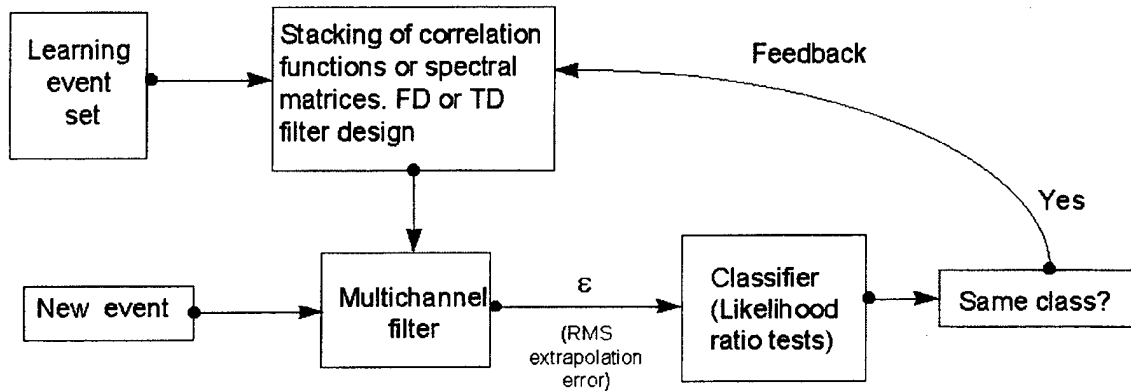 Learning
event
set
Stacking of correlation
functions or spectral
matrices. FD or TD
filter design
Feedback
Yes
New event
Multichannel
filter
ε
(RMS
extrapolation
error)
Classifier
(Likelihood
ratio tests)
Same class?